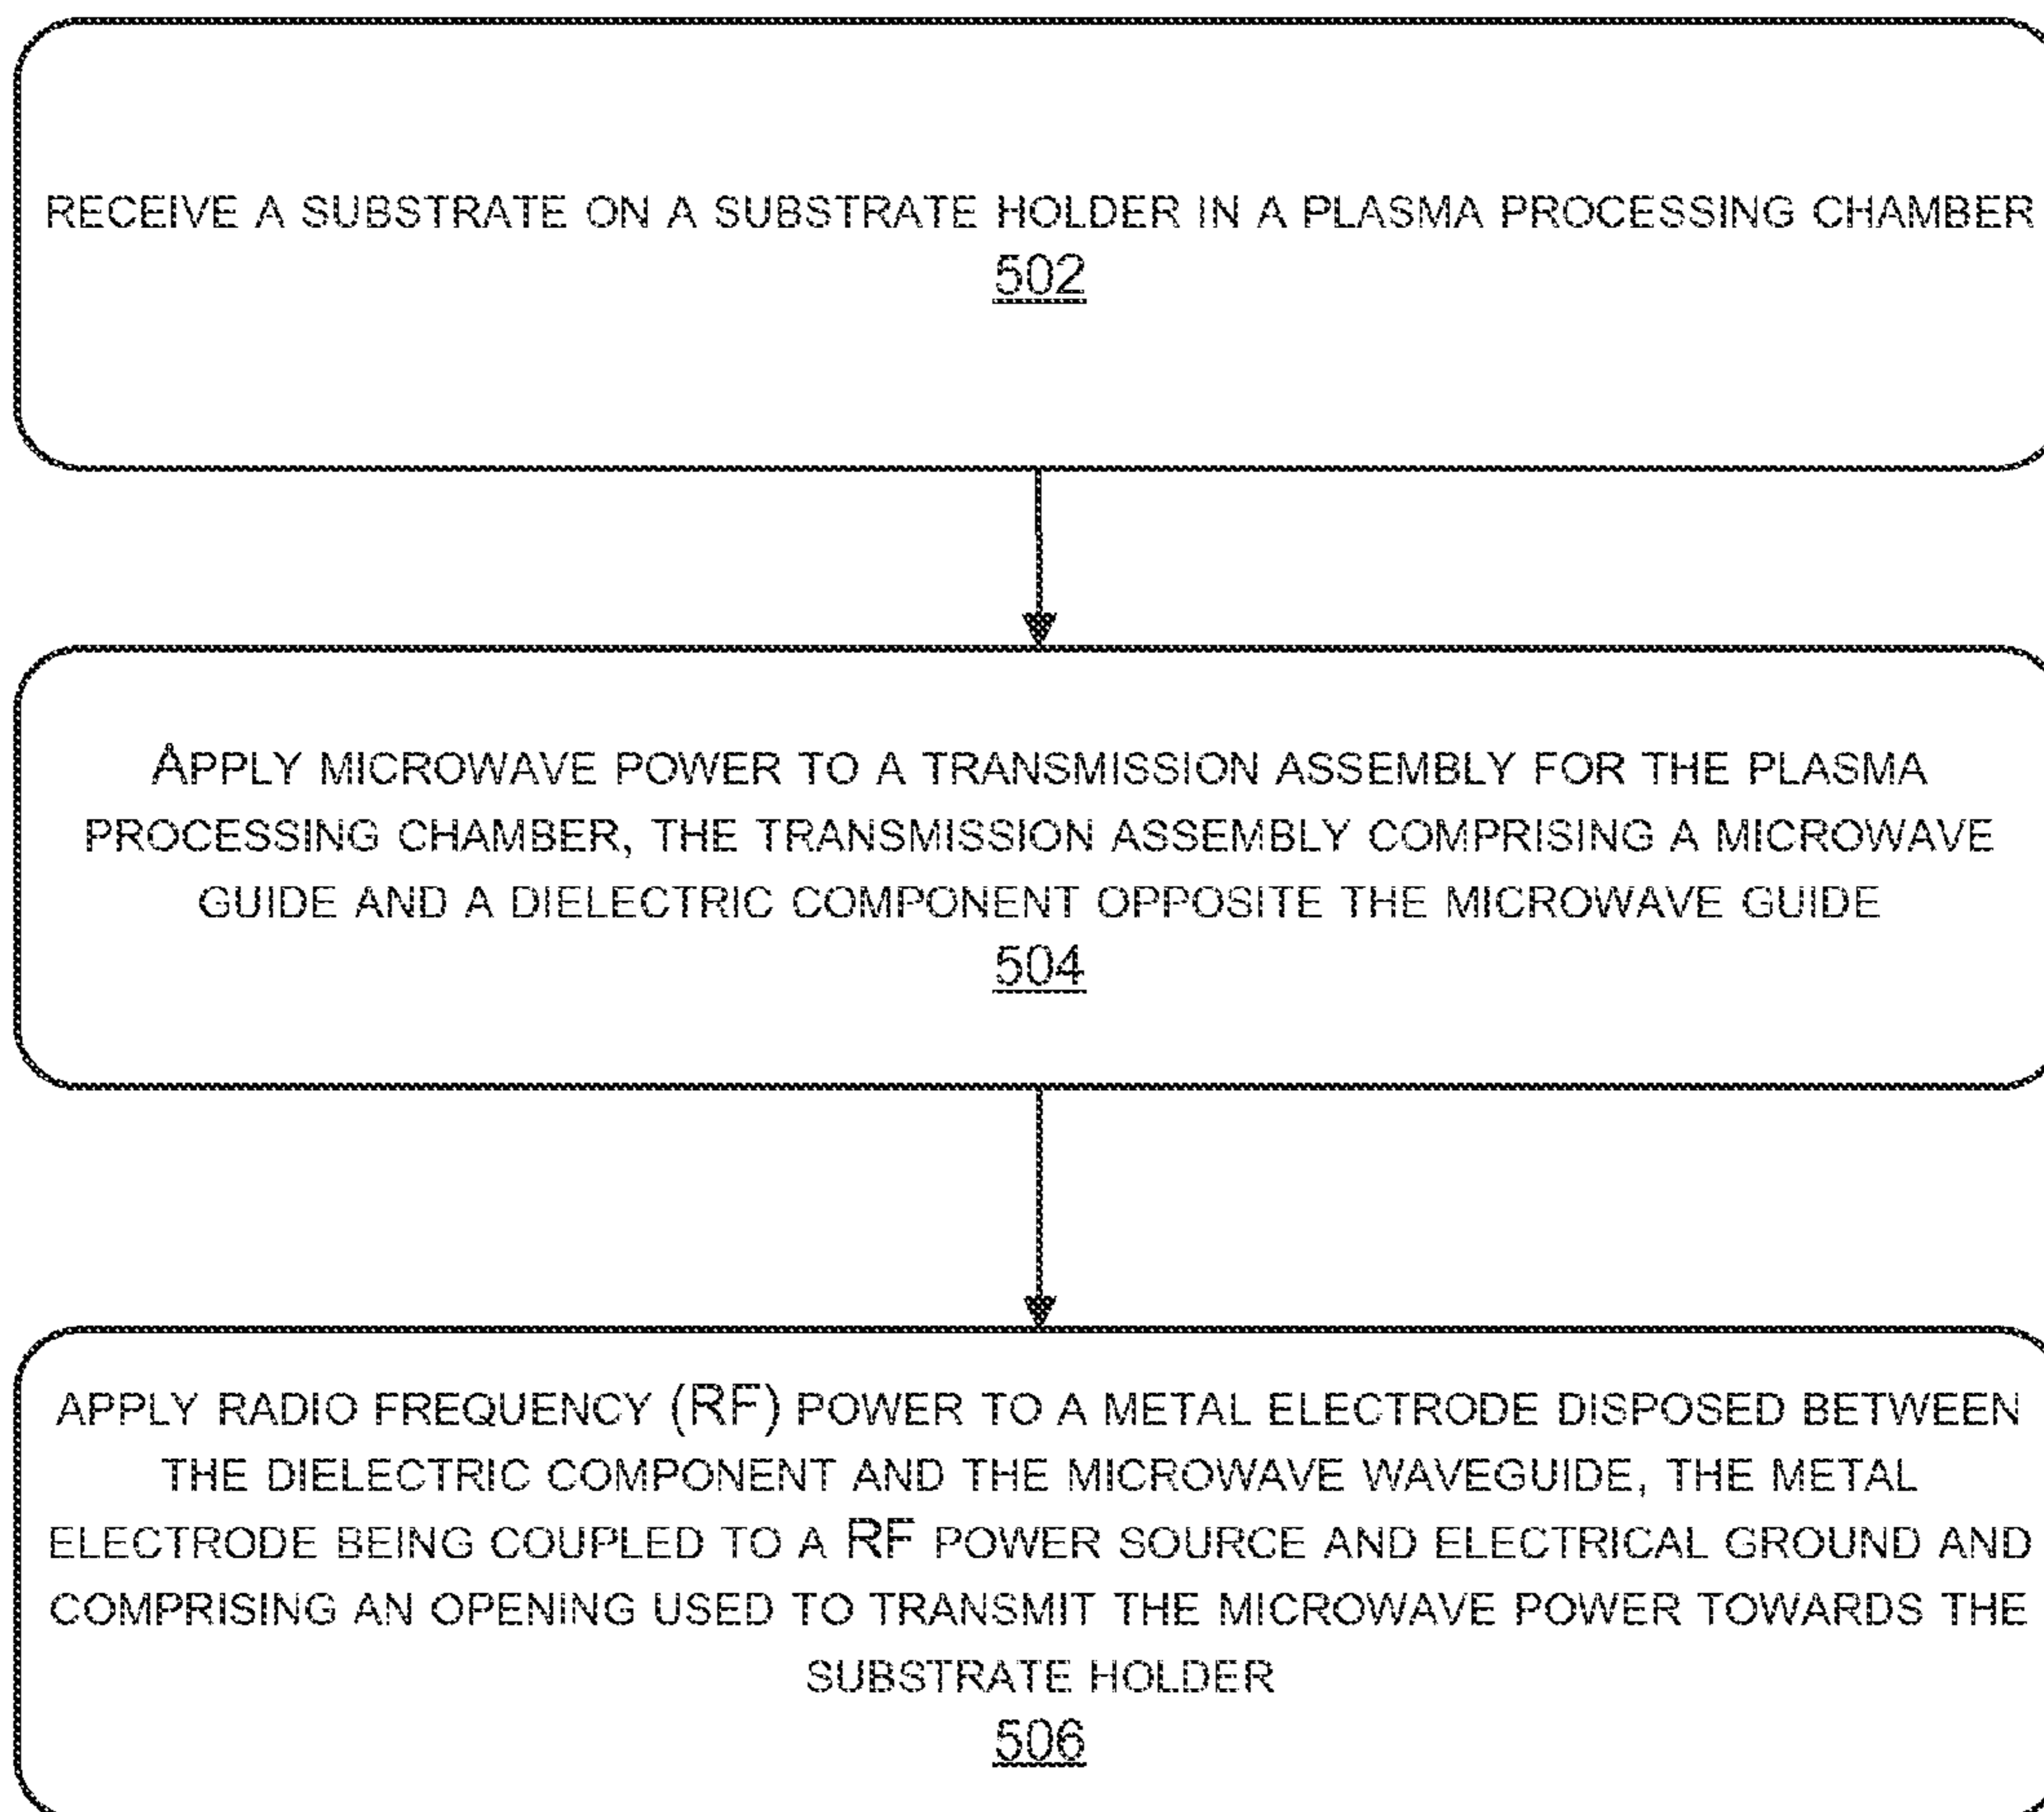 RECEIVE A SUBSTRATE ON A SUBSTRATE HOLDER IN A PLASMA PROCESSING CHAMBER
502
APPLY MICROWAVE POWER TO A TRANSMISSION ASSEMBLY FOR THE PLASMA
PROCESSING CHAMBER, THE TRANSMISSION ASSEMBLY COMPRISING A MICROWAVE
GUIDE AND A DIELECTRIC COMPONENT OPPOSITE THE MICROWAVE GUIDE
504
APPLY RADIO FREQUENCY (RF) POWER TO A METAL ELECTRODE DISPOSED BETWEEN
THE DIELECTRIC COMPONENT AND THE MICROWAVE WAVEGUIDE, THE METAL
ELECTRODE BEING COUPLED TO A RF POWER SOURCE AND ELECTRICAL GROUND AND
COMPRISING AN OPENING USED TO TRANSMIT THE MICROWAVE POWER TOWARDS THE
SUBSTRATE HOLDER
506